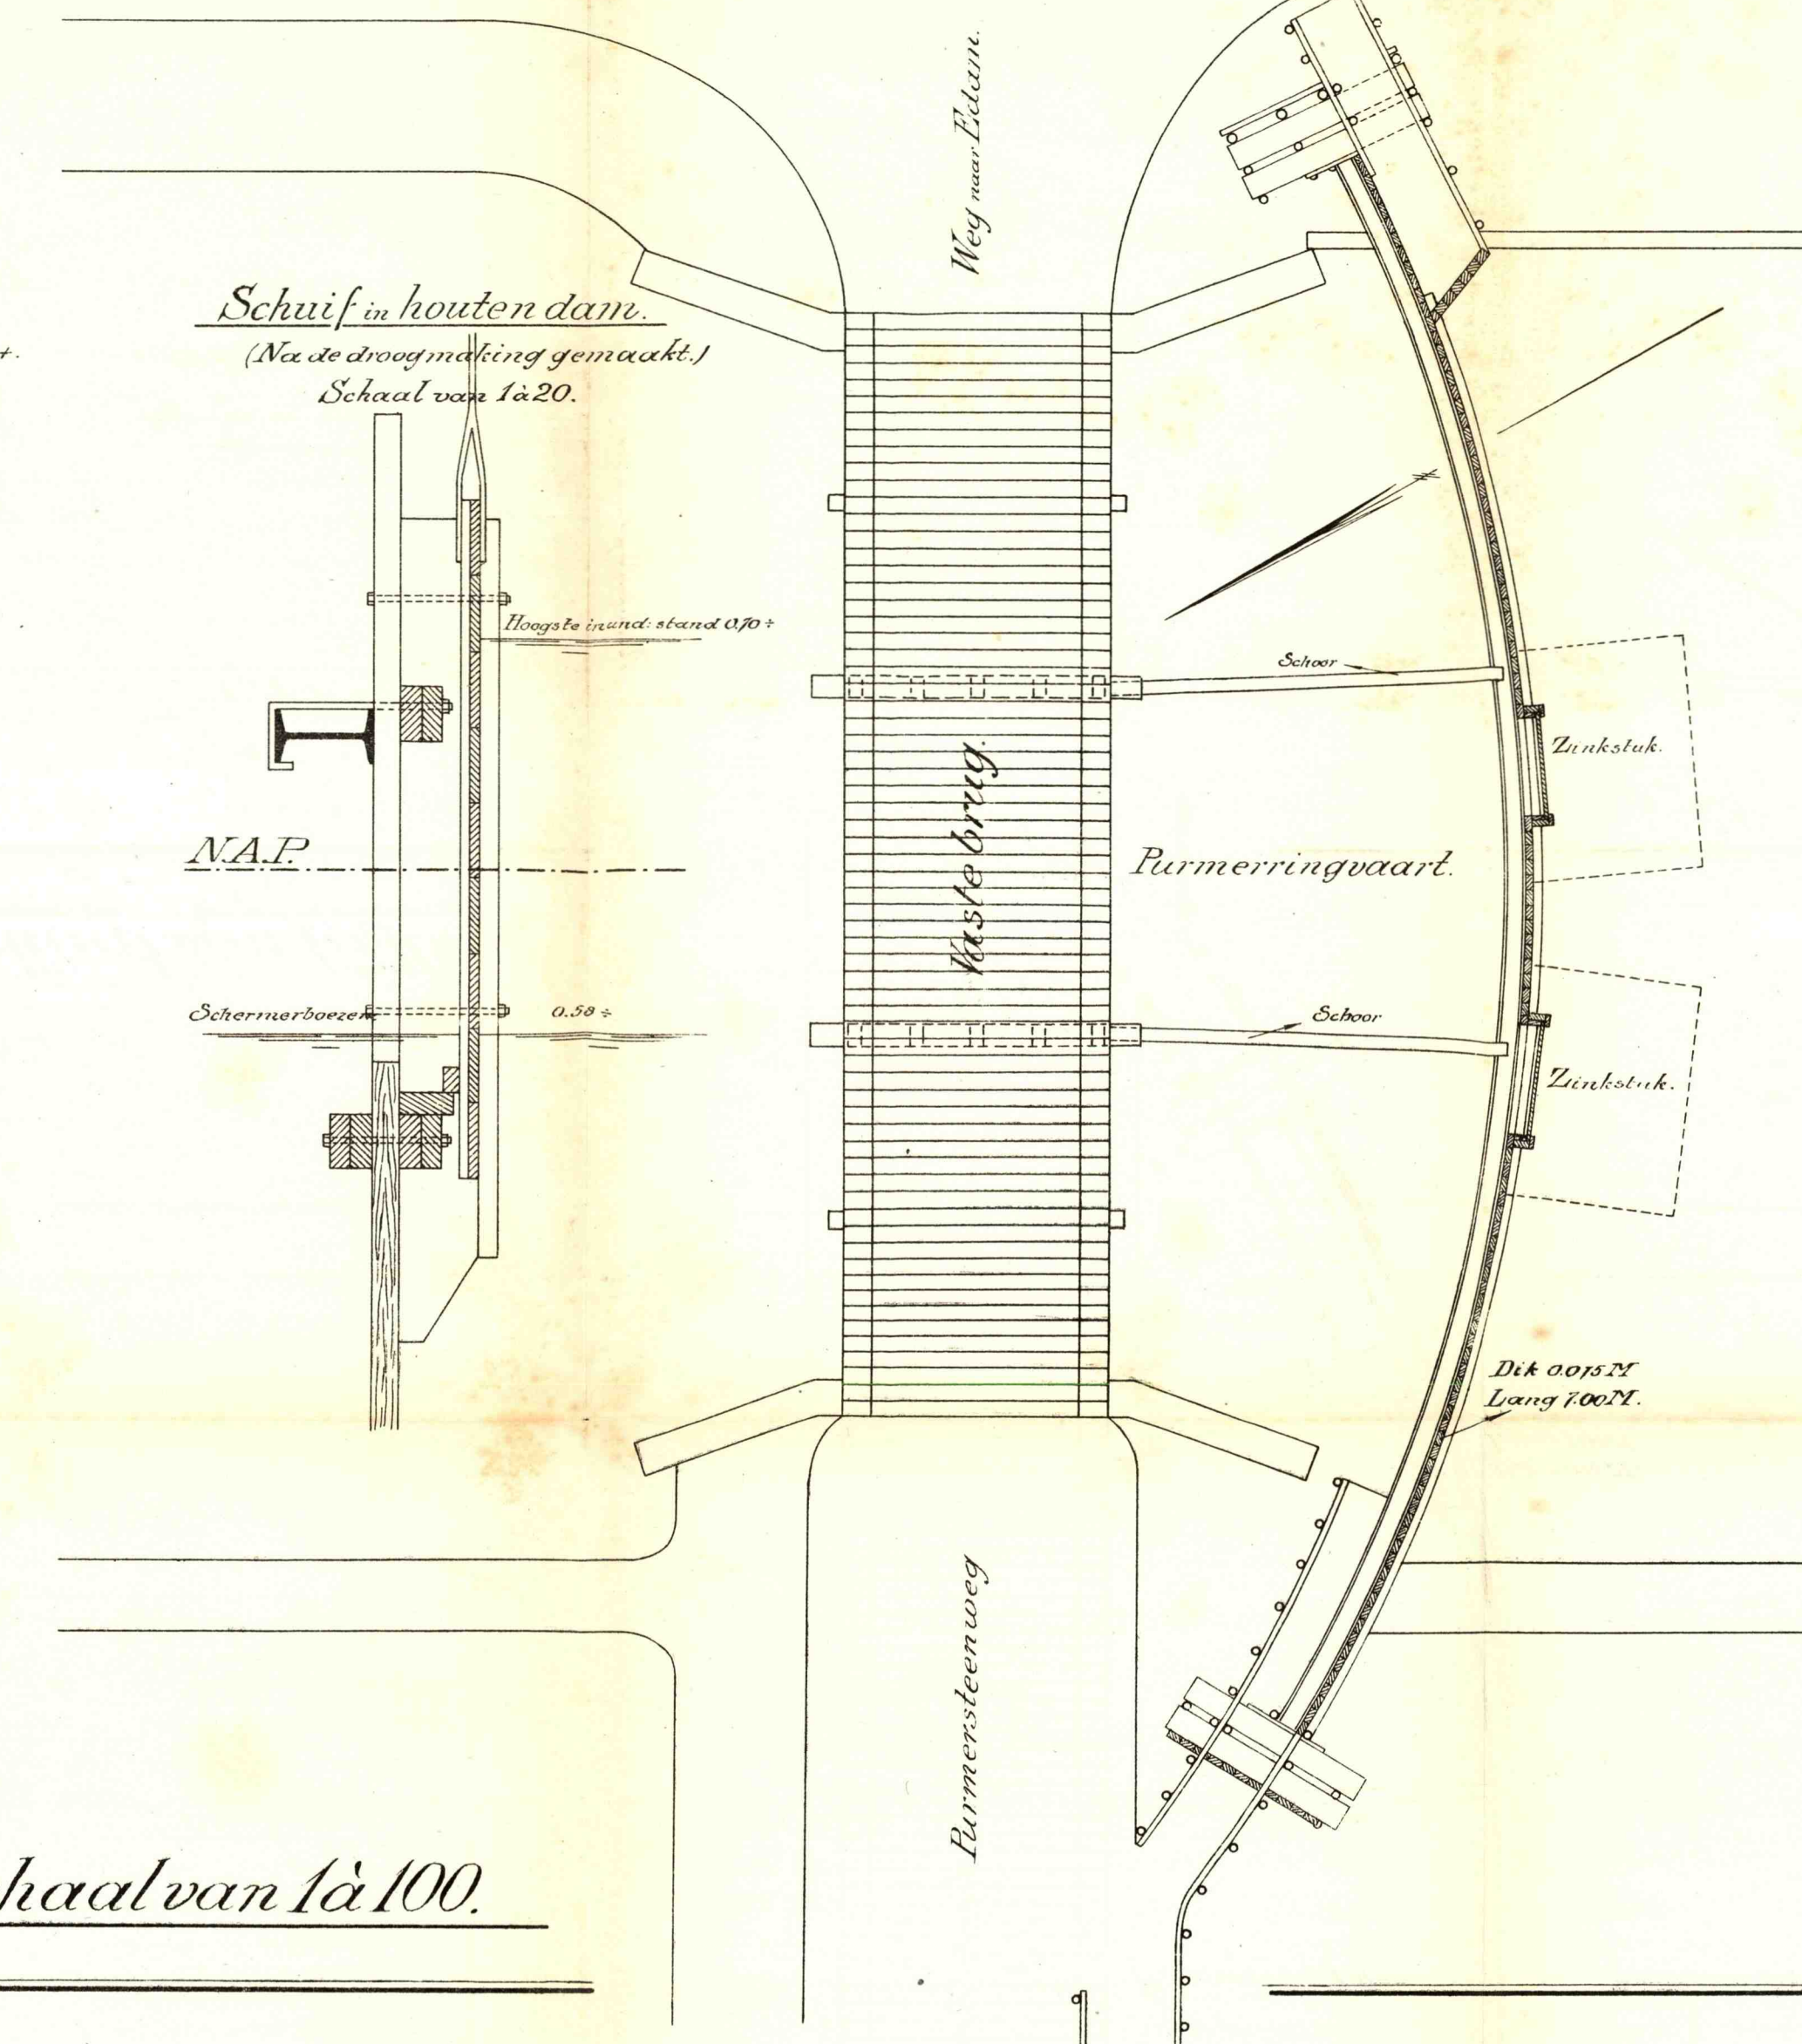 Weg naar Edam.
Schuif in houten dam.
(Na de droogmaking gemaakt.)
Schaal van 1 à 20.
Hoogste inund: stand 0.70 ÷
Schoor
Zinkstuk.
Vaste brug.
N.A.P.
Purmerringvaart.
Schermerboezem
0.58 ÷
Schoor
Zinkstuk.
Dik 0.075 M
Lang 7.00 M.
Purmersteenweg
haal van 1 à 100.